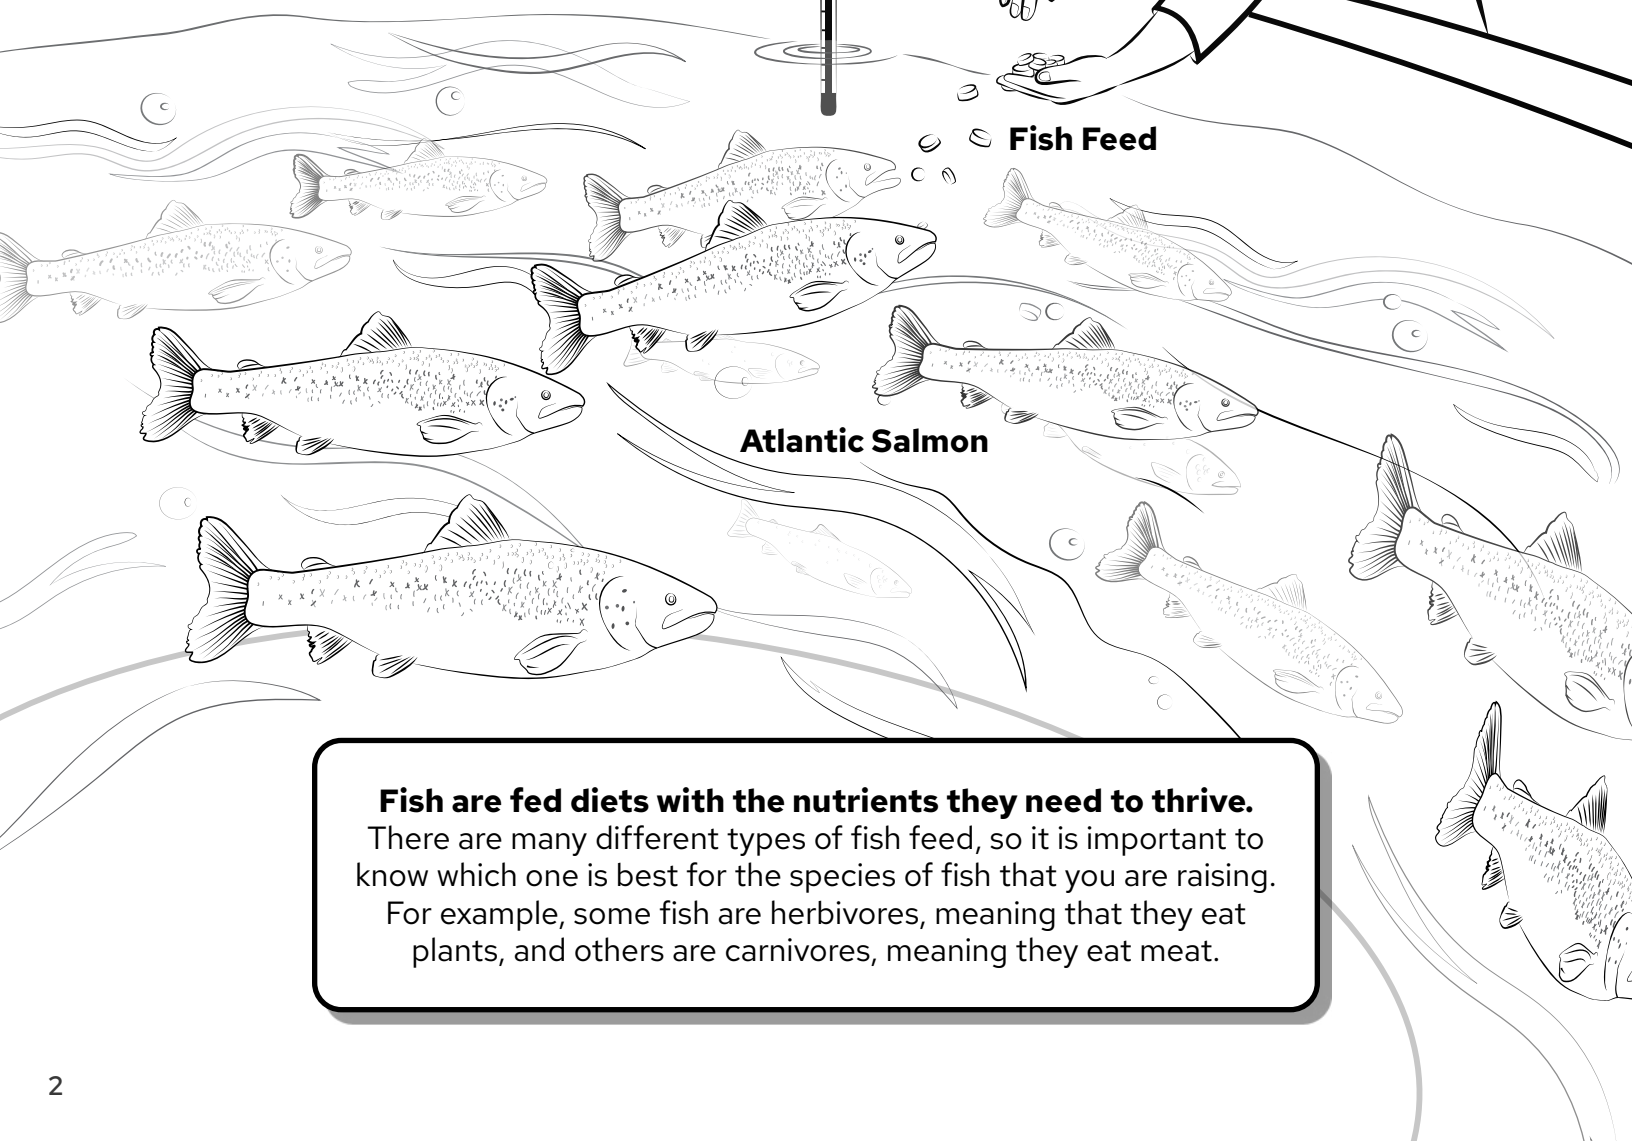 Fish Feed
Atlantic Salmon
Fish are fed diets with the nutrients they need to thrive.
There are many different types of fish feed, so it is important to
know which one is best for the species of fish that you are raising.
For example, some fish are herbivores, meaning that they eat
plants, and others are carnivores, meaning they eat meat.
2